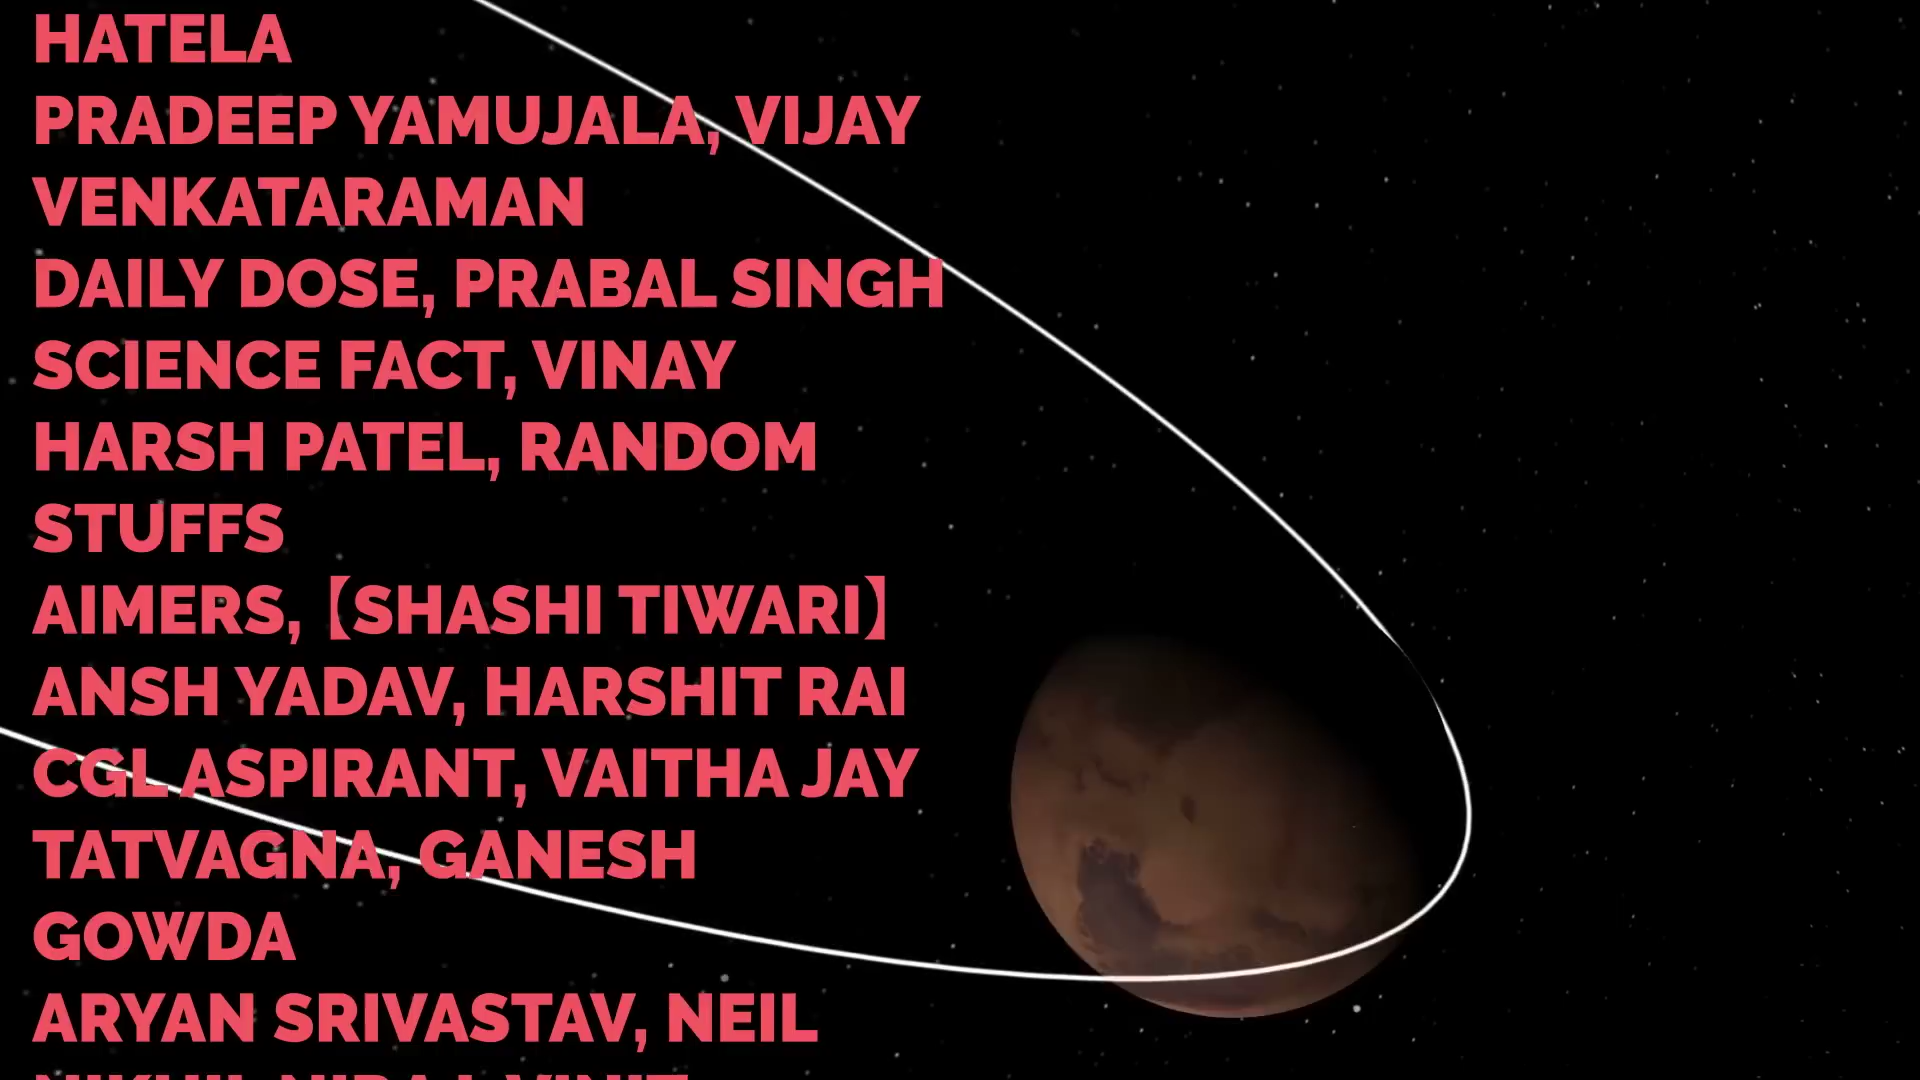 HATELA
PRADEEP YAMUJALA, VIJAY
VENKATARAMAN
DAILY DOSE, PRABAL SINGH
SCIENCE FACT, VINAY
HARSH PATEL, RANDOM
STUFFS
AIMERS,【SHASHI TIWARI】
ANSH YADAV, HARSHIT RAI
CGL ASPIRANT, VAITHA JAY
TATVAGNA, GANESH
GOWDA
ARYAN SRIVASTAV, NEIL